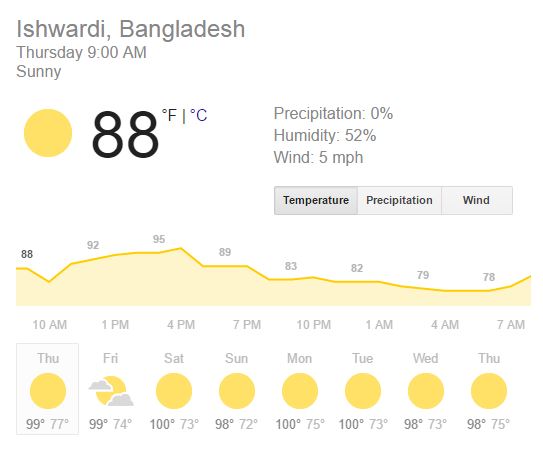 Ishwardi, Bangladesh
Thursday 9:00 AM
Sunny
88 °F | °C
Precipitation: 0%
Humidity: 52%
Wind: 5 mph
Temperature Precipitation Wind
88 92 95 89 83 82 79 78
10 AM 1 PM 4 PM 7 PM 10 PM 1 AM 4 AM 7 AM
Thu Fri Sat Sun Mon Tue Wed Thu
99° 77° 99° 74° 100° 73° 98° 72° 100° 75° 100° 73° 98° 73° 98° 75°